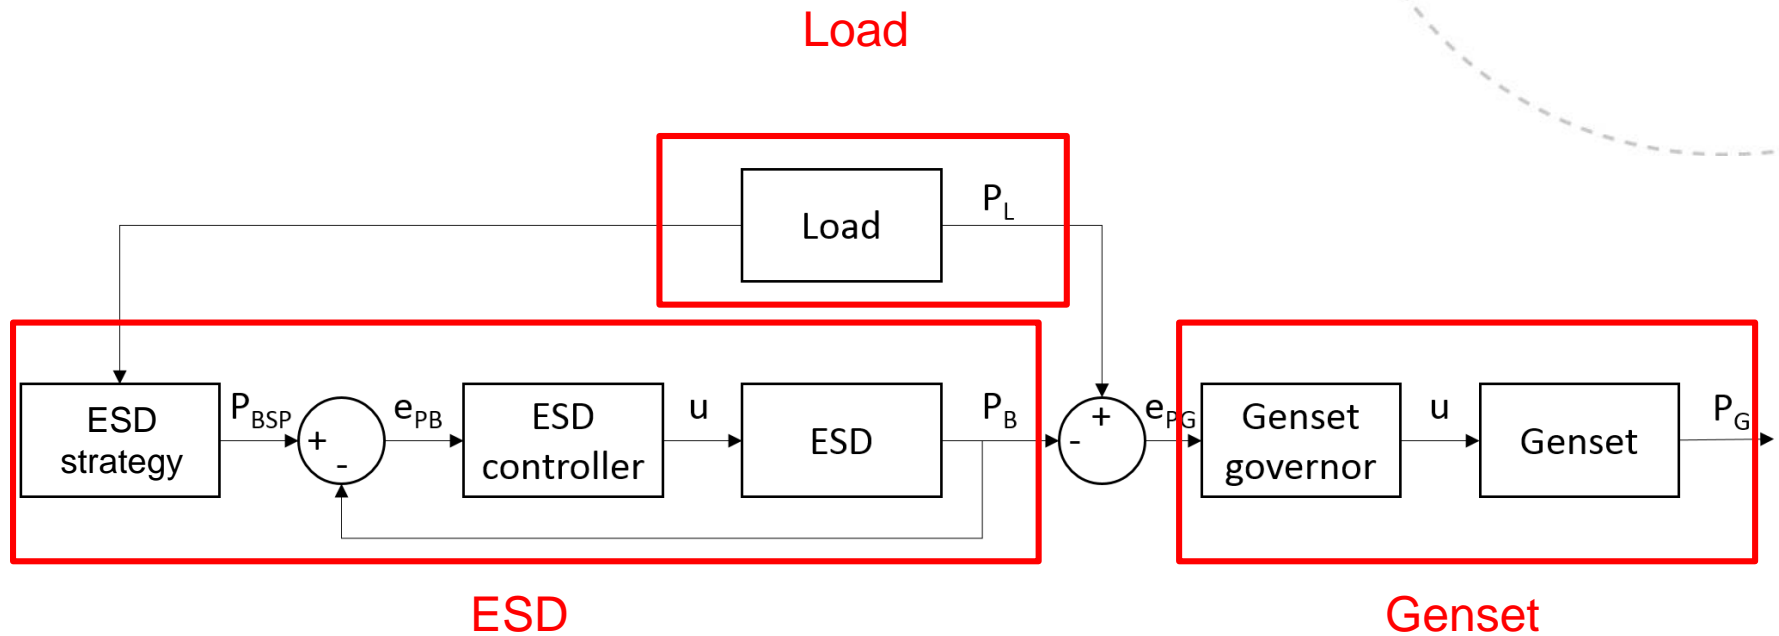 Load
Load
P_L
ESD
strategy
P_BSP
+
-
e_PB
ESD
controller
u
ESD
P_B
+
-
e_PG
Genset
governor
u
Genset
P_G
ESD
Genset